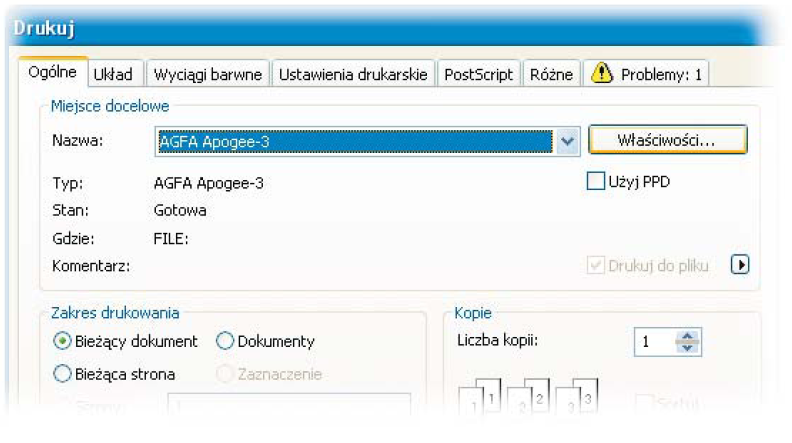 Drukuj
Ogólne Układ Wyciągi barwne Ustawienia drukarskie PostScript Różne Problemy: 1
Miejsce docelowe
Nazwa: AGFA Apogee-3 Właściwości...
Typ: AGFA Apogee-3 Użyj PPD
Stan: Gotowa
Gdzie: FILE:
Komentarz: Drukuj do pliku
Zakres drukowania
Bieżący dokument Dokumenty
Bieżąca strona Zaznaczenie
Kopie
Liczba kopii: 1
1 1 2 2 3 3